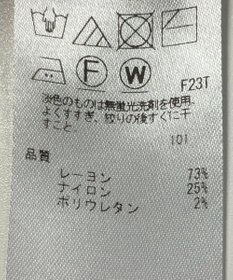 F
W
F23T
淡色のものは無蛍光洗剤を使用。
よくすすぎ、絞りの後すぐに干
すこと。
101
品質
レーヨン 73%
ナイロン 25%
ポリウレタン 2%